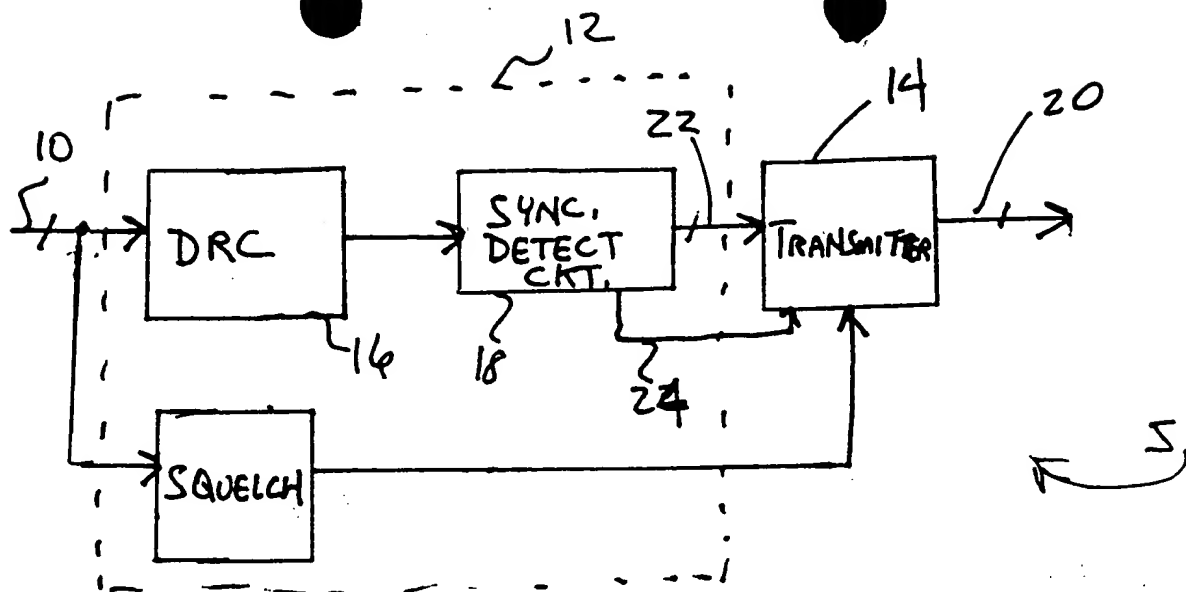 12
14
20
22
10
DRC
SYNC.
DETECT
CKT.
TRANSMITTER
16
18
24
SQUELCH
5